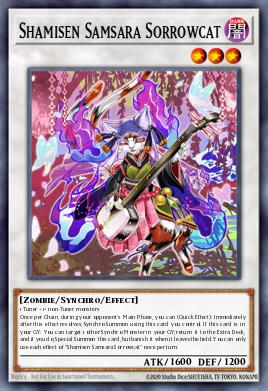 Shamisen Samsara Sorrowcat
DARK
闇
[Zombie/Synchro/Effect]
1 Tuner + 1+ non-Tuner monsters
Once per Chain, during your opponent's Main Phase, you can (Quick Effect): Immediately
after this effect resolves, Synchro Summon using this card you control. If this card is in
your GY: You can target 1 other Synchro Monster in your GY; return it to the Extra Deck,
and if you do, Special Summon this card, but banish it when it leaves the field. You can only
use each effect of "Shamisen Samsara Sorrowcat" once per turn.
ATK/1600 DEF/1200
Replica - Not For Use in Sanctioned Tournaments ©2020 Studio Dice/SHUEISHA, TV TOKYO, KONAMI